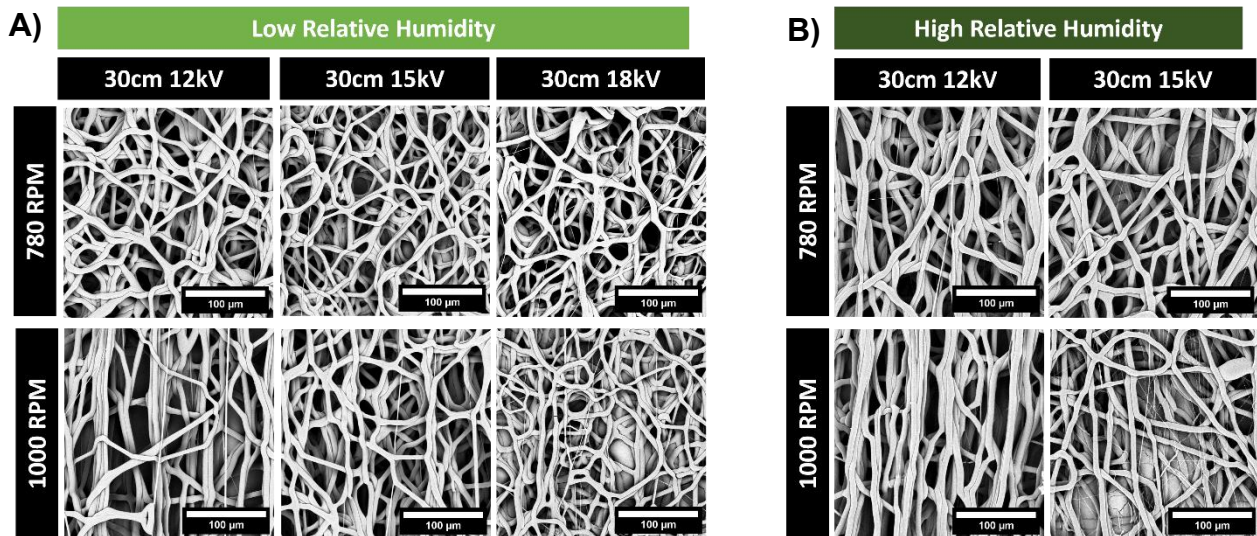 A)
Low Relative Humidity
30cm 12kV
30cm 15kV
30cm 18kV
780 RPM
100 µm
100 µm
100 µm
1000 RPM
100 µm
100 µm
100 µm
B)
High Relative Humidity
30cm 12kV
30cm 15kV
780 RPM
100 µm
100 µm
1000 RPM
100 µm
100 µm